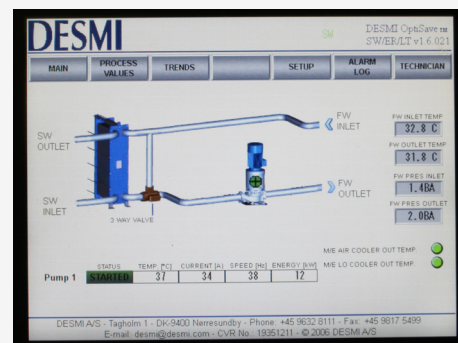 DESMI
SW
DESMI OptiSave TM
SW/ER/LT v1.6.021
MAIN
PROCESS VALUES
TRENDS
SETUP
ALARM LOG
TECHNICIAN
SW OUTLET
SW INLET
3 WAY VALVE
FW INLET
FW OUTLET
FW INLET TEMP
32.8 C
FW OUTLET TEMP
31.8 C
FW PRES INLET
1.4BA
FW PRES OUTLET
2.0BA
M/E AIR COOLER OUT TEMP.
M/E LO COOLER OUT TEMP.
STATUS TEMP. [°C] CURRENT [A] SPEED [Hz] ENERGY [kW]
Pump 1 STARTED 37 34 38 12
DESMI A/S - Tagholm 1 - DK-9400 Nerresundby - Phone: +45 9632 8111 - Fax: +45 9817 5499
E-mail: desmi@desmi.com - CVR No.: 19351211 - © 2006 DESMI A/S